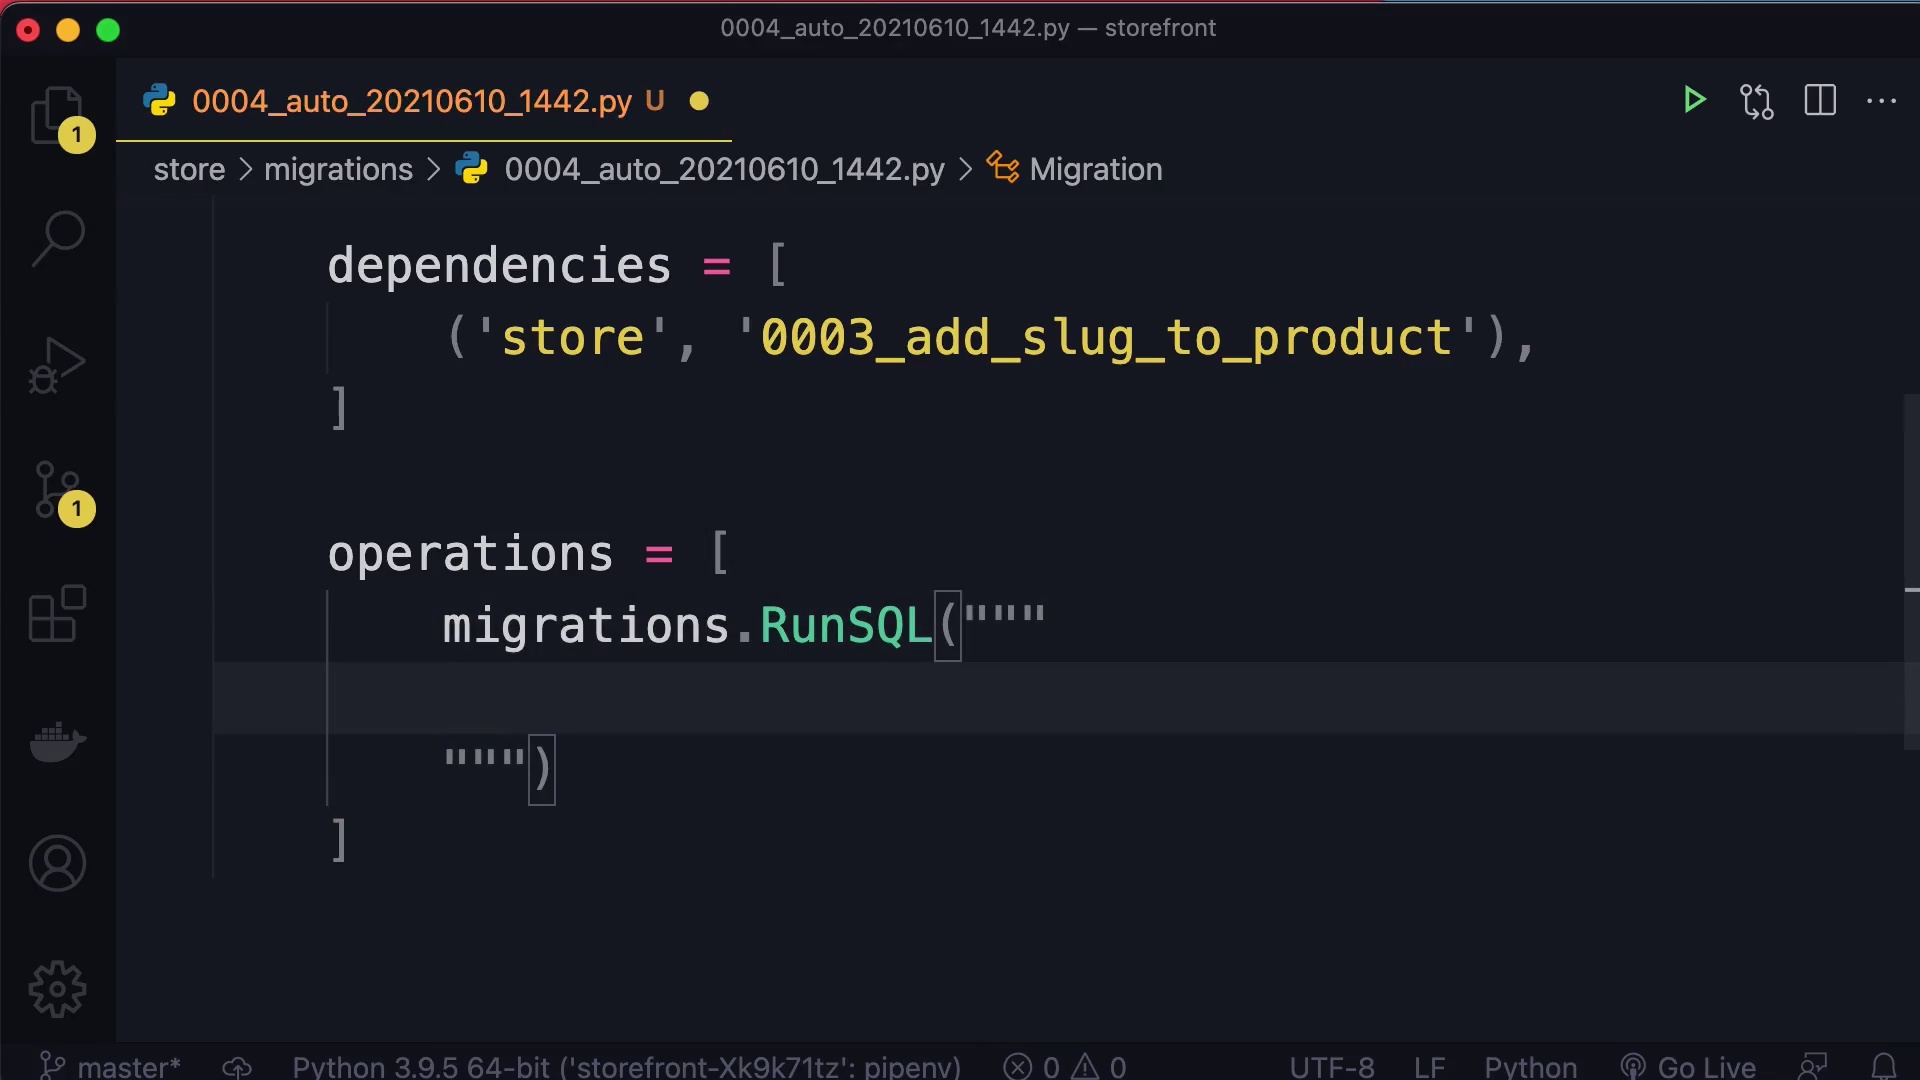 0004_auto_20210610_1442.py — storefront
0004_auto_20210610_1442.py U
1
store > migrations > 0004_auto_20210610_1442.py > Migration
dependencies = [
('store', '0003_add_slug_to_product'),
]
1
operations = [
migrations.RunSQL("""
""")
]
master* Python 3.9.5 64-bit ('storefront-Xk9k71tz': pipenv) 0 0 UTF-8 LF Python Go Live